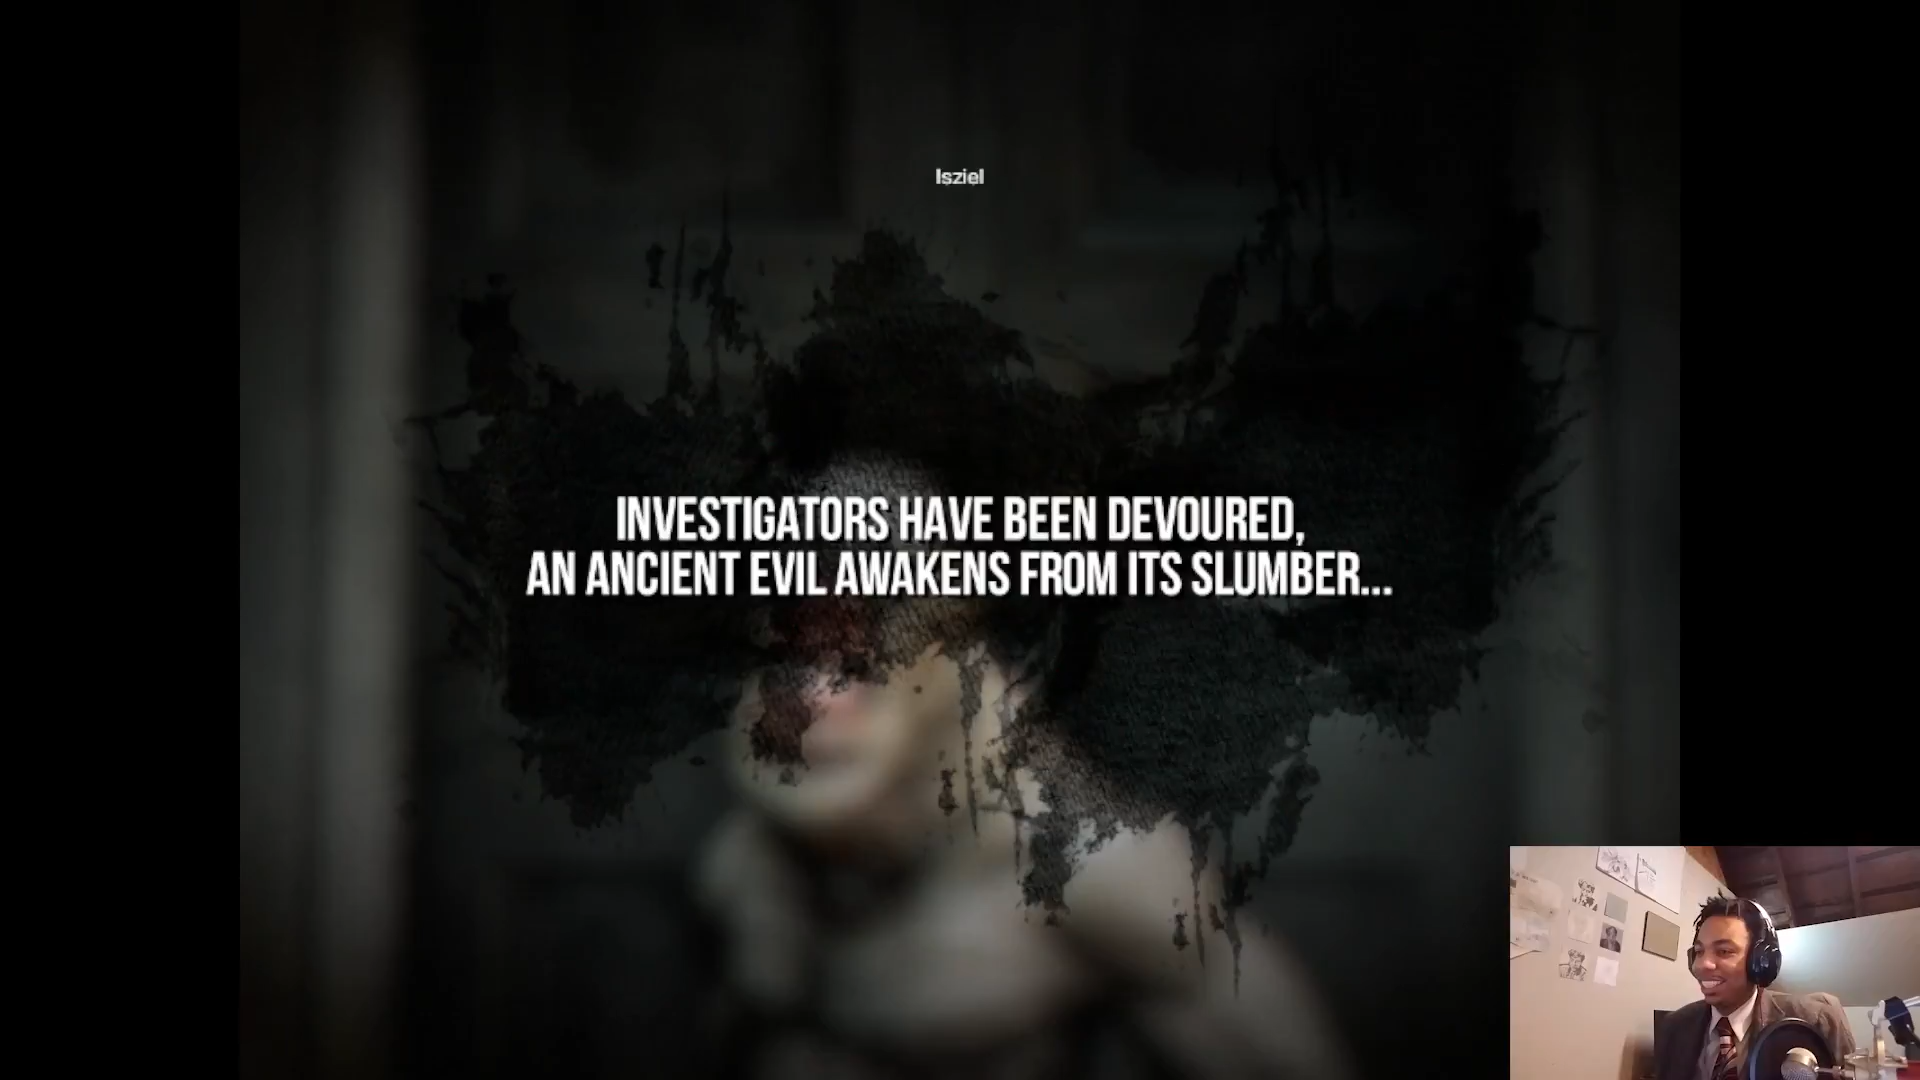 Isziel
INVESTIGATORS HAVE BEEN DEVOURED,
AN ANCIENT EVIL AWAKENS FROM ITS SLUMBER...